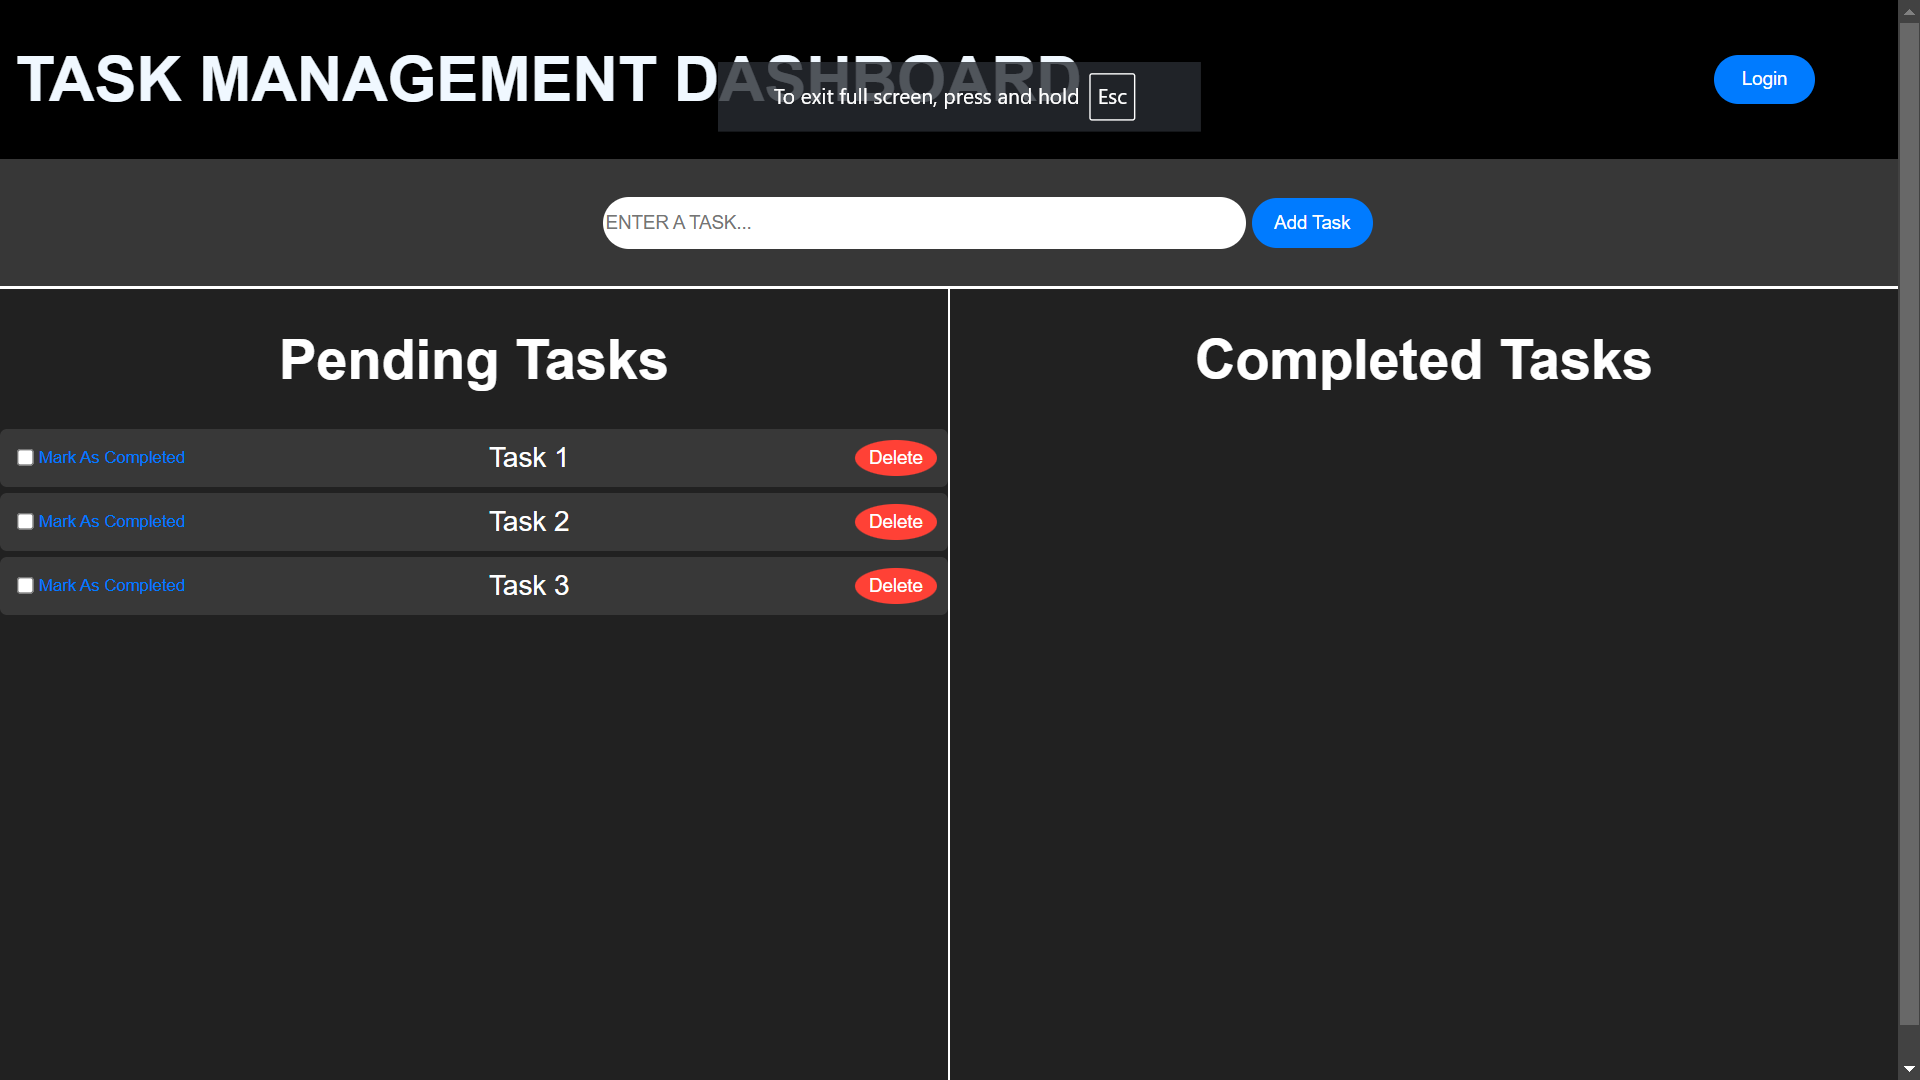 TASK MANAGEMENT DASHBOARD
To exit full screen, press and hold Esc
Login
ENTER A TASK...
Add Task
Pending Tasks
Completed Tasks
Mark As Completed Task 1 Delete
Mark As Completed Task 2 Delete
Mark As Completed Task 3 Delete